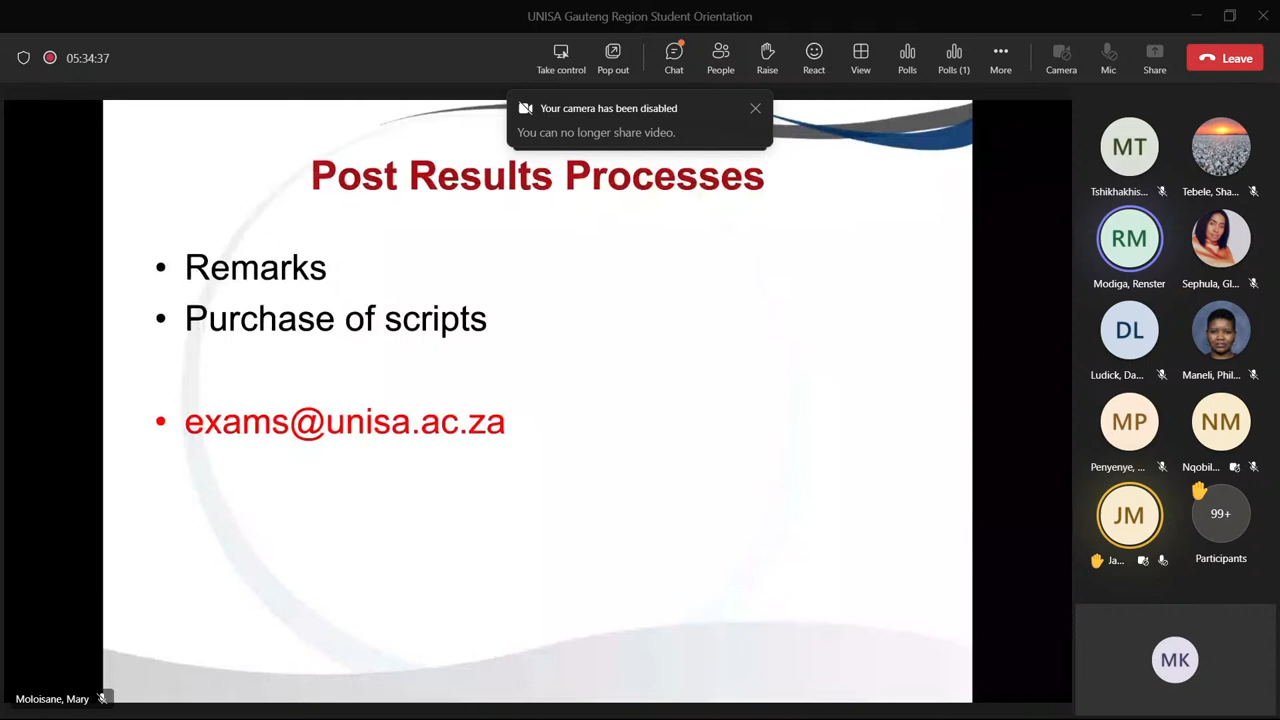 UNISA Gauteng Region Student Orientation
05:34:37
Take control
Pop out
Chat
People
Raise
React
View
Polls
Polls (1)
More
Camera
Mic
Share
Leave
Your camera has been disabled
You can no longer share video.
Post Results Processes
• Remarks
• Purchase of scripts
• exams@unisa.ac.za
MT
Tshikhakhis...
Tebele, Sha...
RM
Modiga, Renster
Sephula, Gl...
DL
Ludick, Da...
Maneli, Phil...
MP
Penyenye, ...
NM
Nqobil...
JM
Ja...
99+
Participants
MK
Moloisane, Mary